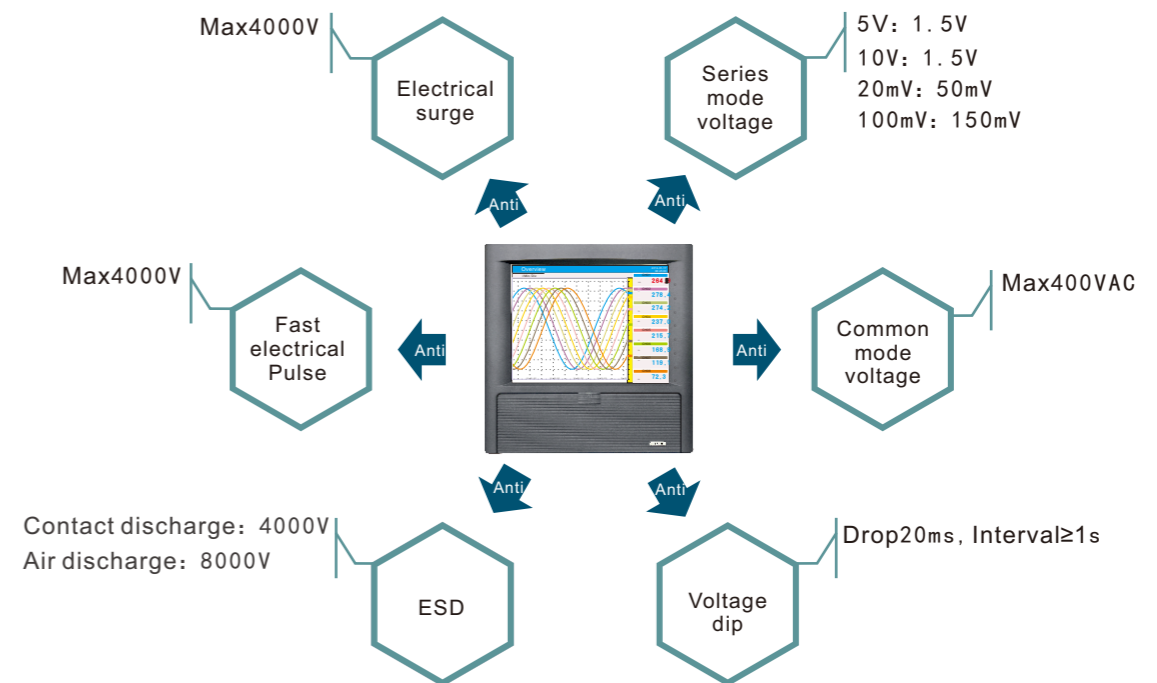 Max4000V
Electrical
surge
5V: 1.5V
10V: 1.5V
20mV: 50mV
100mV: 150mV
Series
mode
voltage
Anti
Anti
Max4000V
Fast
electrical
Pulse
Anti
Overview
Anti
Common
mode
voltage
Max400VAC
Anti
Anti
Contact discharge: 4000V
Air discharge: 8000V
ESD
Drop20ms, Interval≥1s
Voltage
dip